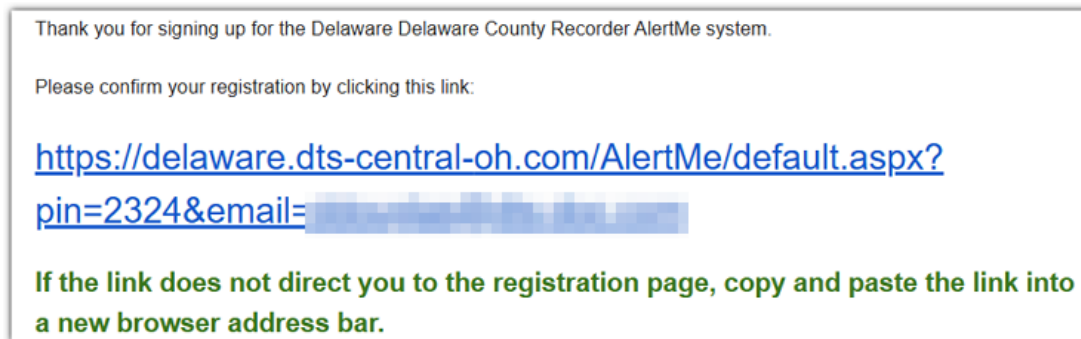 Thank you for signing up for the Delaware Delaware County Recorder AlertMe system.
Please confirm your registration by clicking this link:
https://delaware.dts-central-oh.com/AlertMe/default.aspx?
pin=2324&email=
If the link does not direct you to the registration page, copy and paste the link into
a new browser address bar.